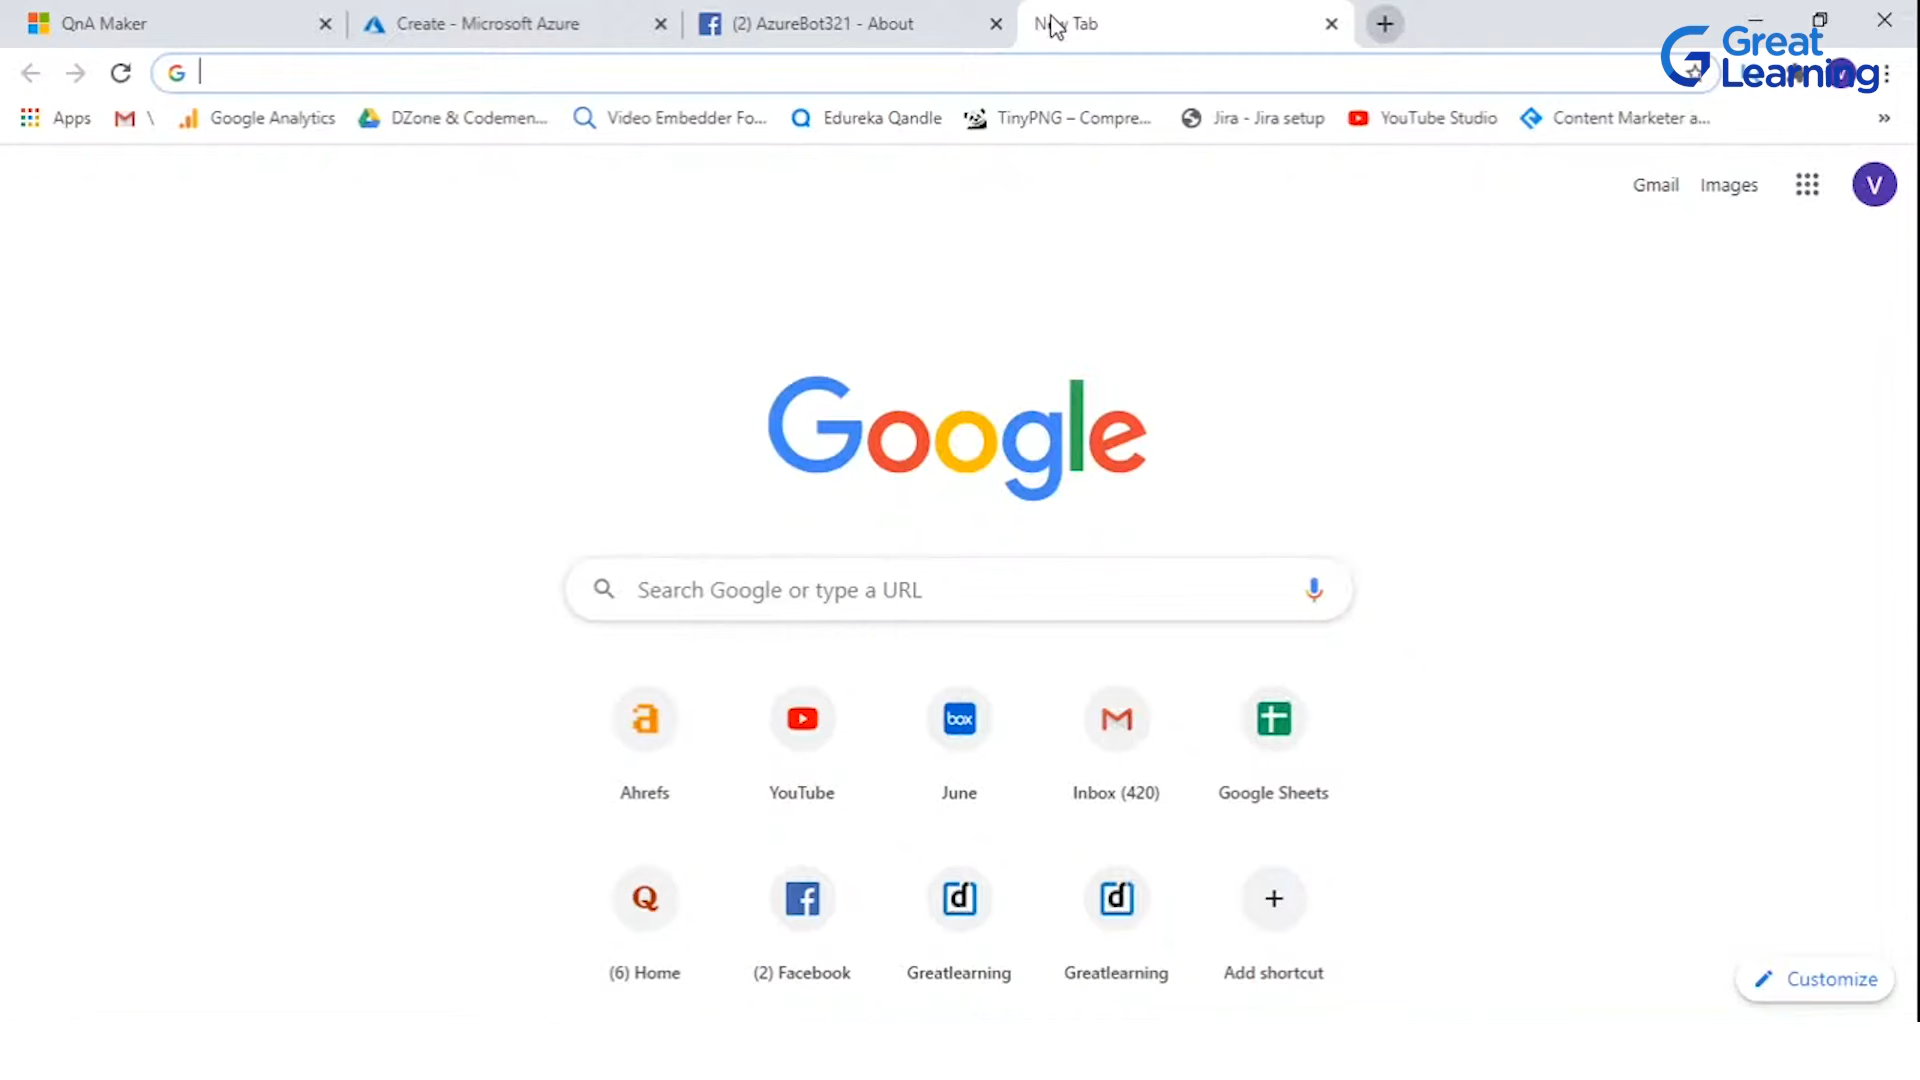 QnA Maker
Create - Microsoft Azure
(2) AzureBot321 - About
New Tab
Great
Learning
Apps
\
Google Analytics
DZone & Codemen...
Video Embedder Fo...
Edureka Qandle
TinyPNG – Compre...
Jira - Jira setup
YouTube Studio
Content Marketer a...
»
Gmail
Images
V
Google
Search Google or type a URL
a
box
Ahrefs
YouTube
June
Inbox (420)
Google Sheets
Q
d
d
(6) Home
(2) Facebook
Greatlearning
Greatlearning
Add shortcut
Customize